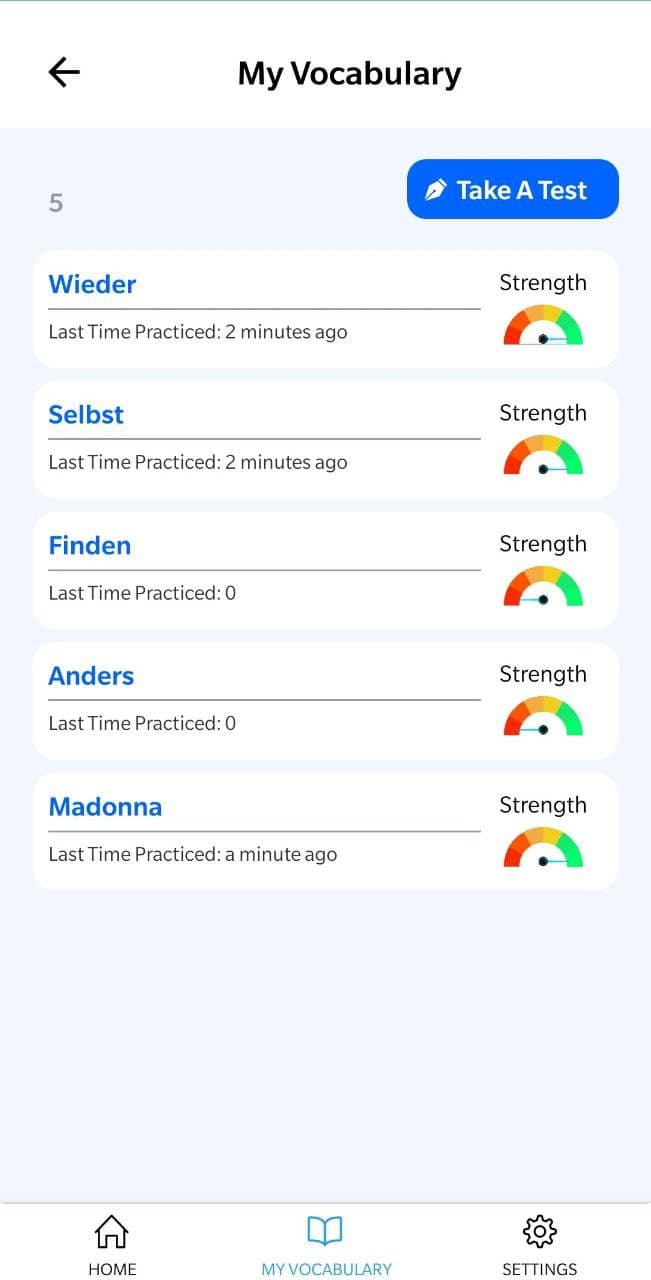 My Vocabulary
5
Take A Test
Wieder
Strength
Last Time Practiced: 2 minutes ago
Selbst
Strength
Last Time Practiced: 2 minutes ago
Finden
Strength
Last Time Practiced: 0
Anders
Strength
Last Time Practiced: 0
Madonna
Strength
Last Time Practiced: a minute ago
HOME
MY VOCABULARY
SETTINGS